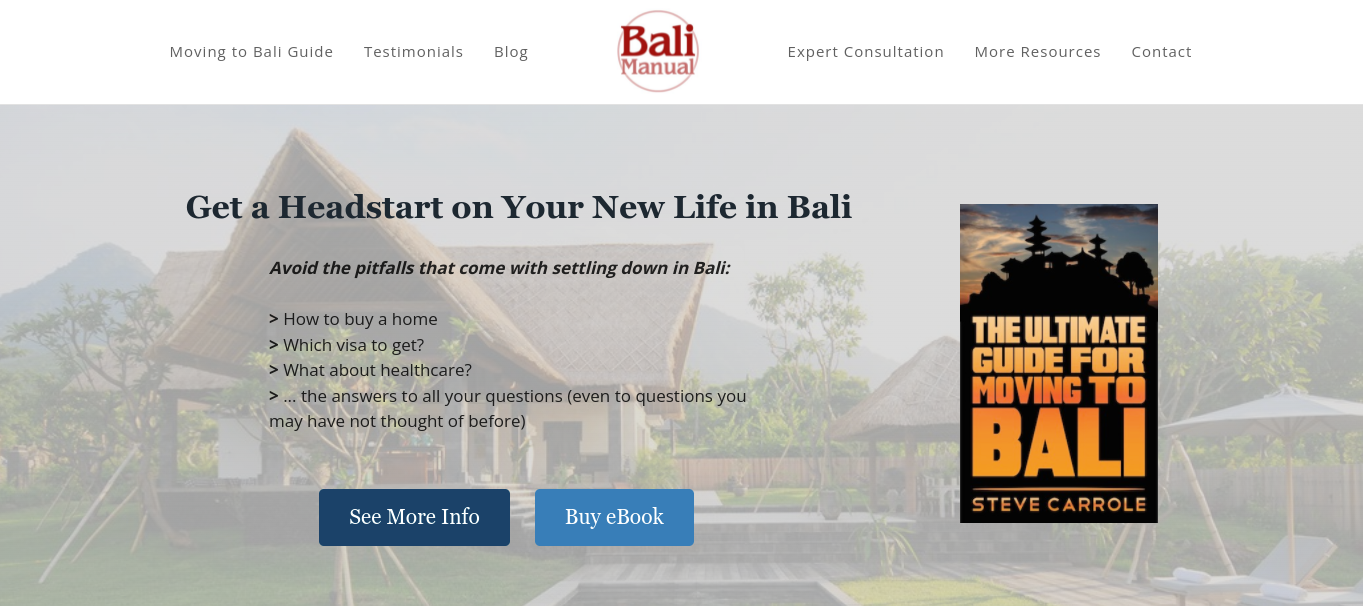 Moving to Bali Guide
Testimonials
Blog
Bali
Manual
Expert Consultation
More Resources
Contact
Get a Headstart on Your New Life in Bali
Avoid the pitfalls that come with settling down in Bali:
> How to buy a home
> Which visa to get?
> What about healthcare?
> ... the answers to all your questions (even to questions you
may have not thought of before)
See More Info
Buy eBook
THE ULTIMATE
GUIDE FOR
MOVING TO
BALI
STEVE CARROLE